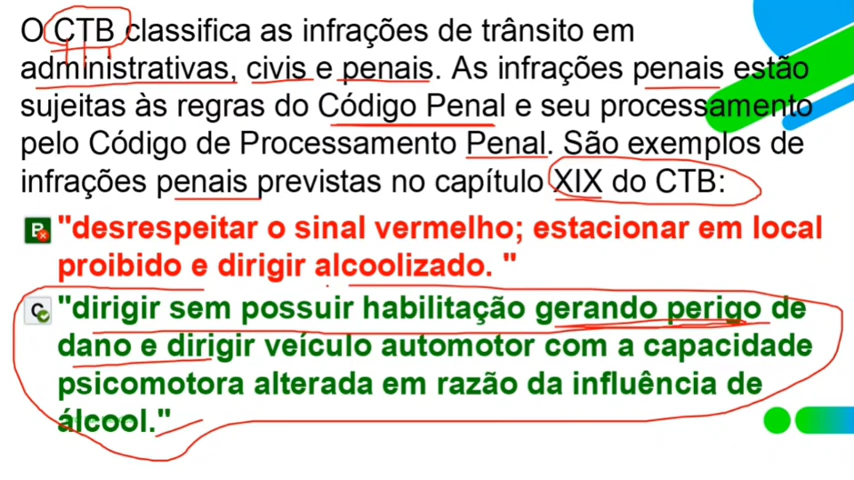 O CTB classifica as infrações de trânsito em
administrativas, civis e penais. As infrações penais estão
sujeitas às regras do Código Penal e seu processamento
pelo Código de Processamento Penal. São exemplos de
infrações penais previstas no capítulo XIX do CTB:
P "desrespeitar o sinal vermelho; estacionar em local
proibido e dirigir alcoolizado. "
C "dirigir sem possuir habilitação gerando perigo de
dano e dirigir veículo automotor com a capacidade
psicomotora alterada em razão da influência de
álcool."